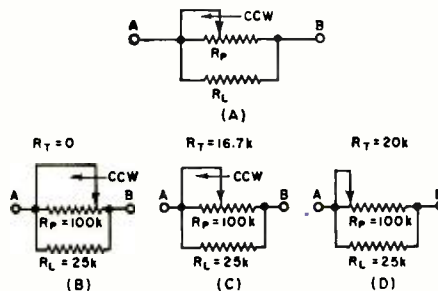 CCW
A B
R_P
R_L
(A)
R_T=0 R_T=16.7k R_T=20k
CCW CCW
A B A B A B
R_P=100k R_P=100k R_P=100k
R_L=25k R_L=25k R_L=25k
(B) (C) (D)